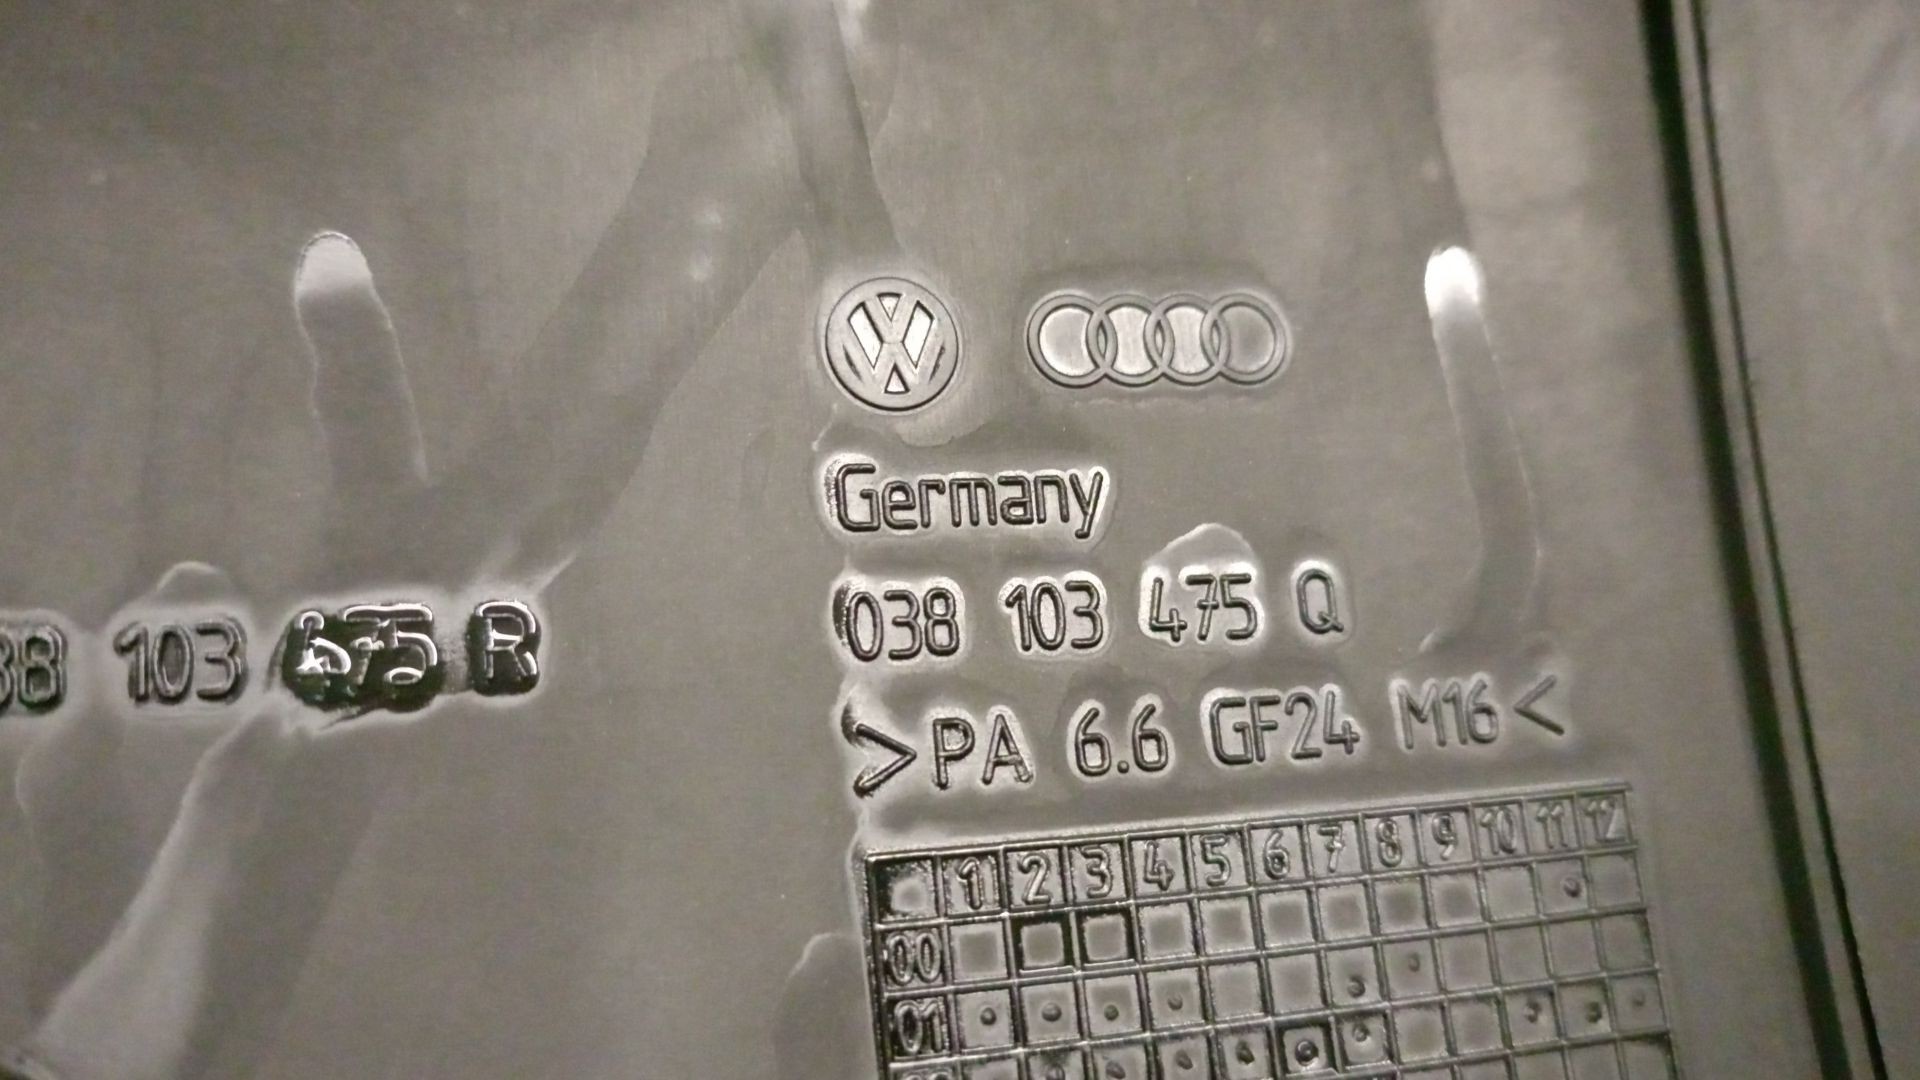 Germany
038 103 475 Q
38 103 475 R
>PA 6.6 GF24 M16<
1 2 3 4 5 6 7 8 9 10 11 12
00
01